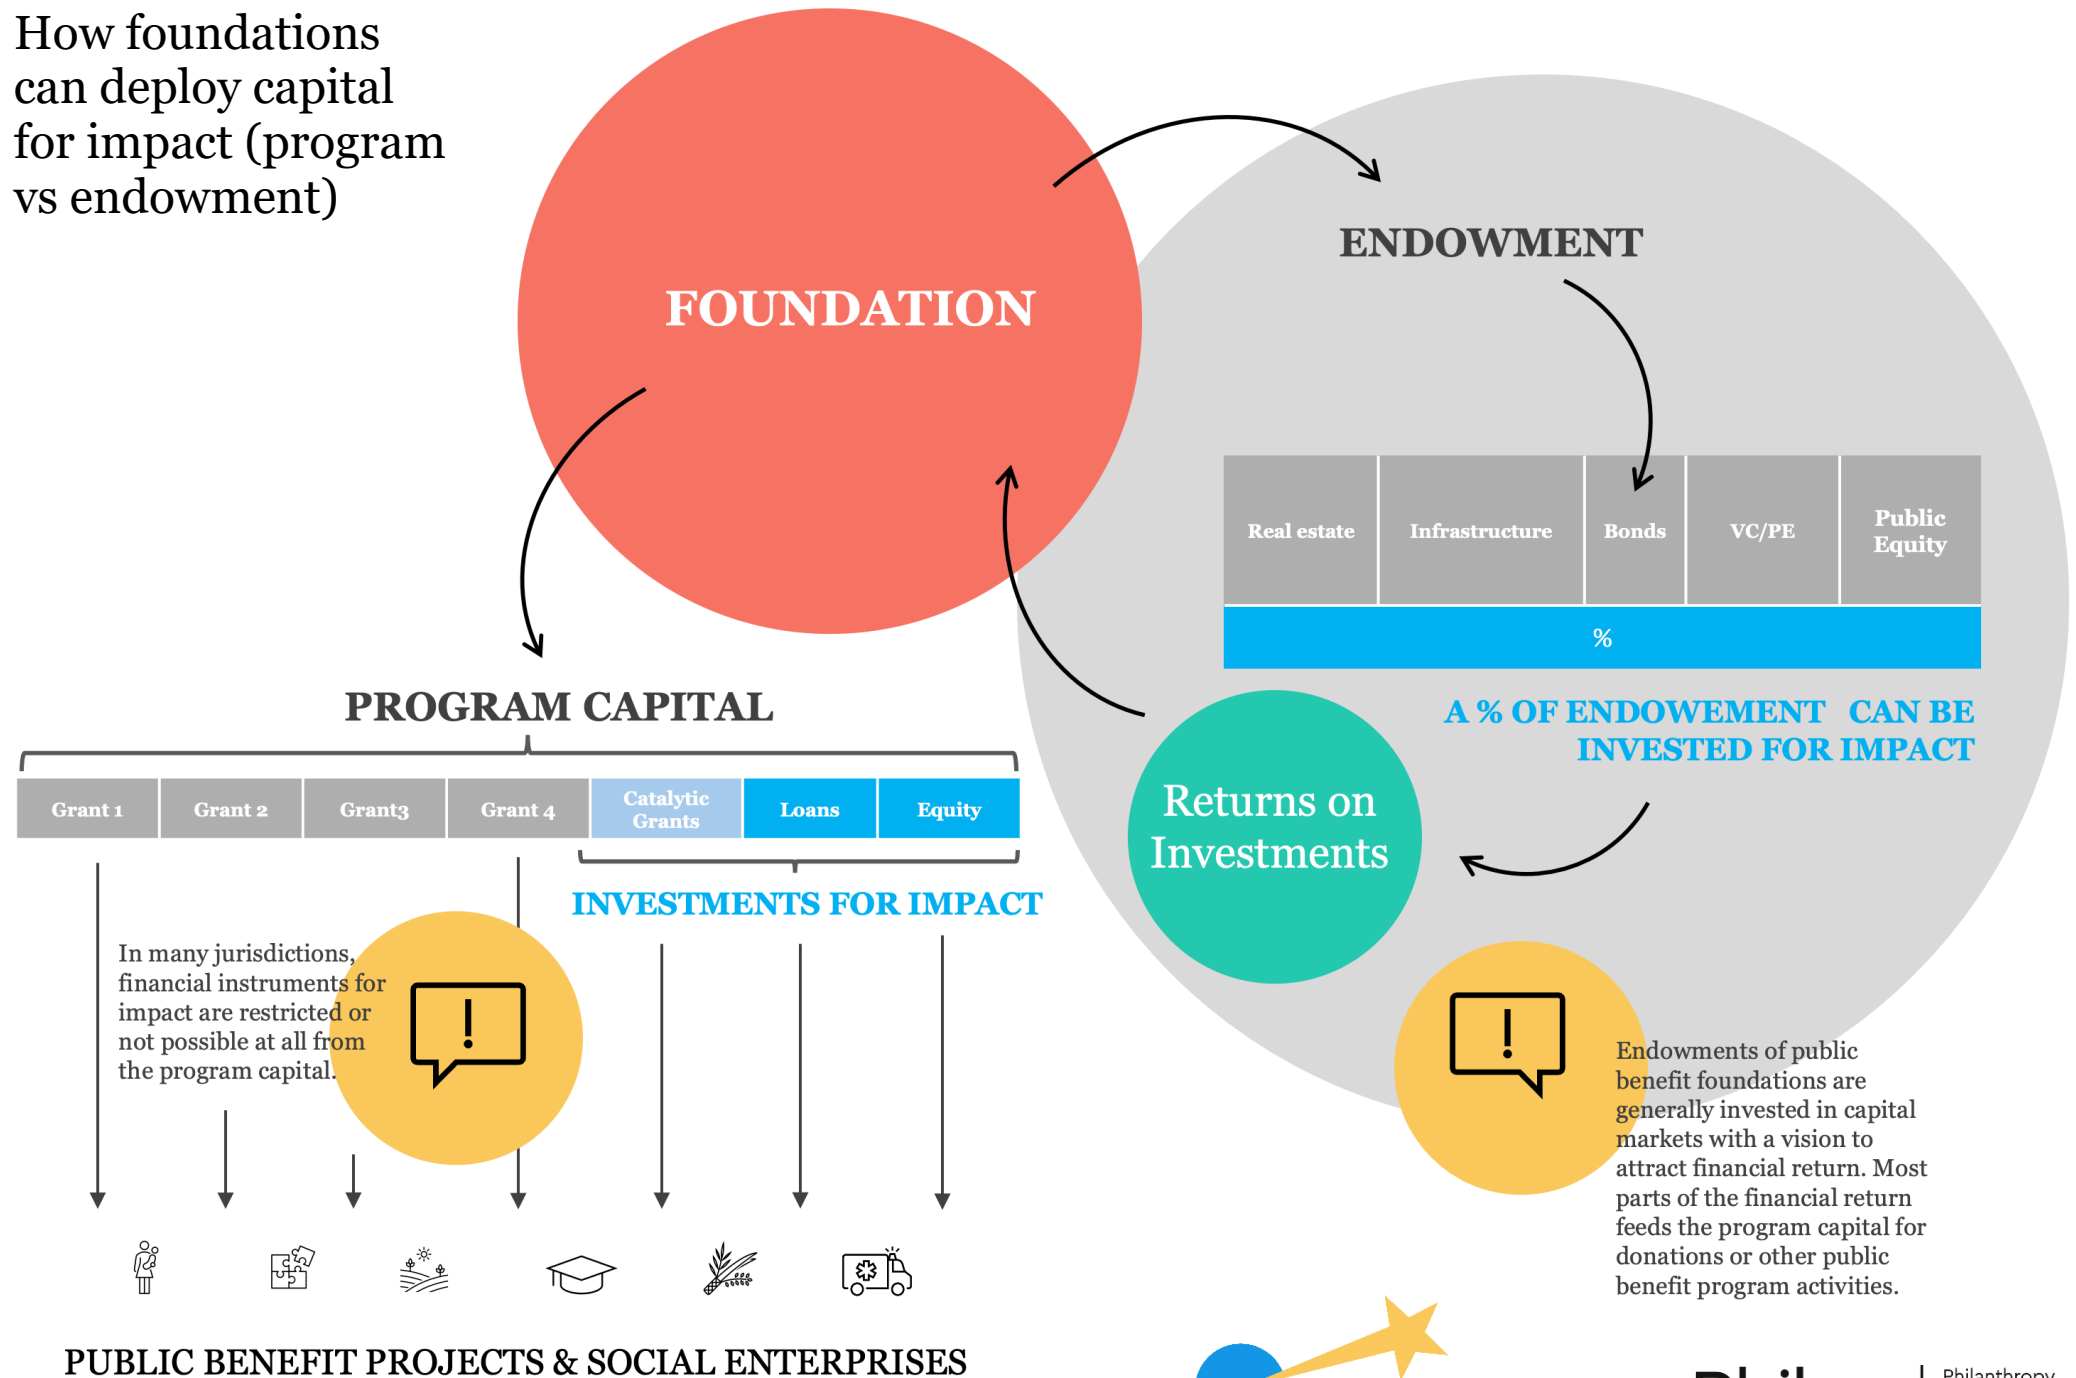 How foundations
can deploy capital
for impact (program
vs endowment)
FOUNDATION
ENDOWMENT
Real estate
Infrastructure
Bonds
VC/PE
Public
Equity
%
A % OF ENDOWEMENT CAN BE
INVESTED FOR IMPACT
Returns on
Investments
PROGRAM CAPITAL
Grant 1
Grant 2
Grant3
Grant 4
Catalytic
Grants
Loans
Equity
INVESTMENTS FOR IMPACT
In many jurisdictions,
financial instruments for
impact are restricted or
not possible at all from
the program capital.
!
!
Endowments of public
benefit foundations are
generally invested in capital
markets with a vision to
attract financial return. Most
parts of the financial return
feeds the program capital for
donations or other public
benefit program activities.
PUBLIC BENEFIT PROJECTS & SOCIAL ENTERPRISES
Philanthropy